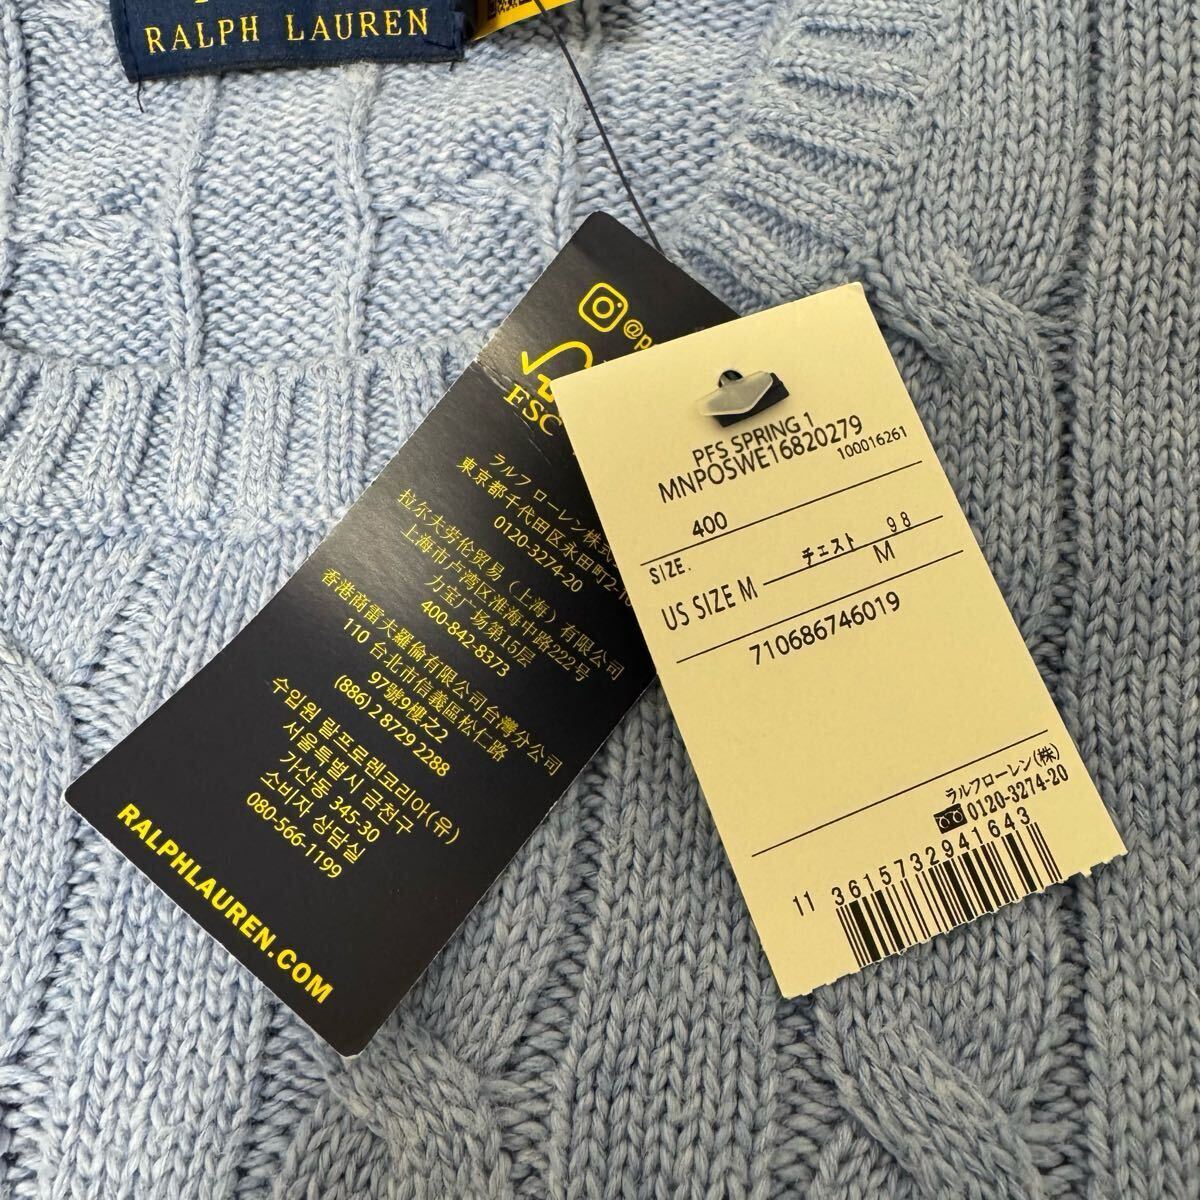 RALPH LAUREN
@p
FSC
ラルフ ローレン株式
東京都千代田区永田町2-1
0120-3274-20
拉尔夫劳伦贸易（上海）有限公司
上海市卢湾区淮海中路222号
力宝广场第15层
400-842-8373
香港商雷夫羅倫有限公司台灣分公司
110 台北市信義區松仁路
97號9樓之2
(886) 2 8729 2288
수입원 랄프로렌코리아(유)
서울특별시 금천구
가산동 345-30
소비자 상담실
080-566-1199
RALPHLAUREN.COM
PFS SPRING 1
MNPOSWE16820279
100016261
400
SIZE.
チェスト 98
US SIZE M
M
710686746019
ラルフローレン(株)
0120-3274-20
11 3615732941643